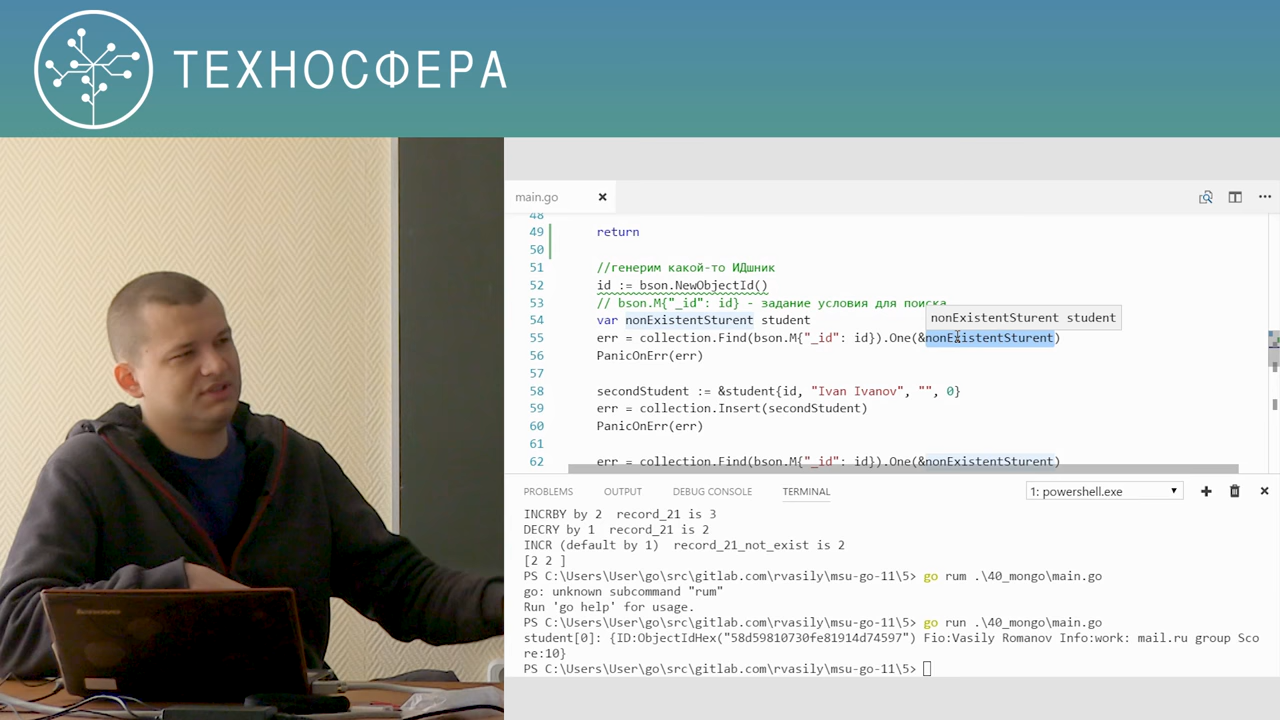 ТЕХНОСФЕРА
main.go
48
49 return
50
51 //генерим какой-то ИДшник
52 id := bson.NewObjectId()
53 // bson.M{"_id": id} - задание условия для поиска
nonExistentSturent student
54 var nonExistentSturent student
55 err = collection.Find(bson.M{"_id": id}).One(&nonExistentSturent)
56 PanicOnErr(err)
57
58 secondStudent := &student{id, "Ivan Ivanov", "", 0}
59 err = collection.Insert(secondStudent)
60 PanicOnErr(err)
61
62 err = collection.Find(bson.M{"_id": id}).One(&nonExistentSturent)
PROBLEMS OUTPUT DEBUG CONSOLE TERMINAL 1: powershell.exe
INCRBY by 2 record_21 is 3
DECRY by 1 record_21 is 2
INCR (default by 1) record_21_not_exist is 2
[2 2 ]
PS C:\Users\User\go\src\gitlab.com\rvasily\msu-go-11\5> go rum .\40_mongo\main.go
go: unknown subcommand "rum"
Run 'go help' for usage.
PS C:\Users\User\go\src\gitlab.com\rvasily\msu-go-11\5> go run .\40_mongo\main.go
student[0]: {ID:ObjectIdHex("58d59810730fe81914d74597") Fio:Vasily Romanov Info:work: mail.ru group Sco
re:10}
PS C:\Users\User\go\src\gitlab.com\rvasily\msu-go-11\5>